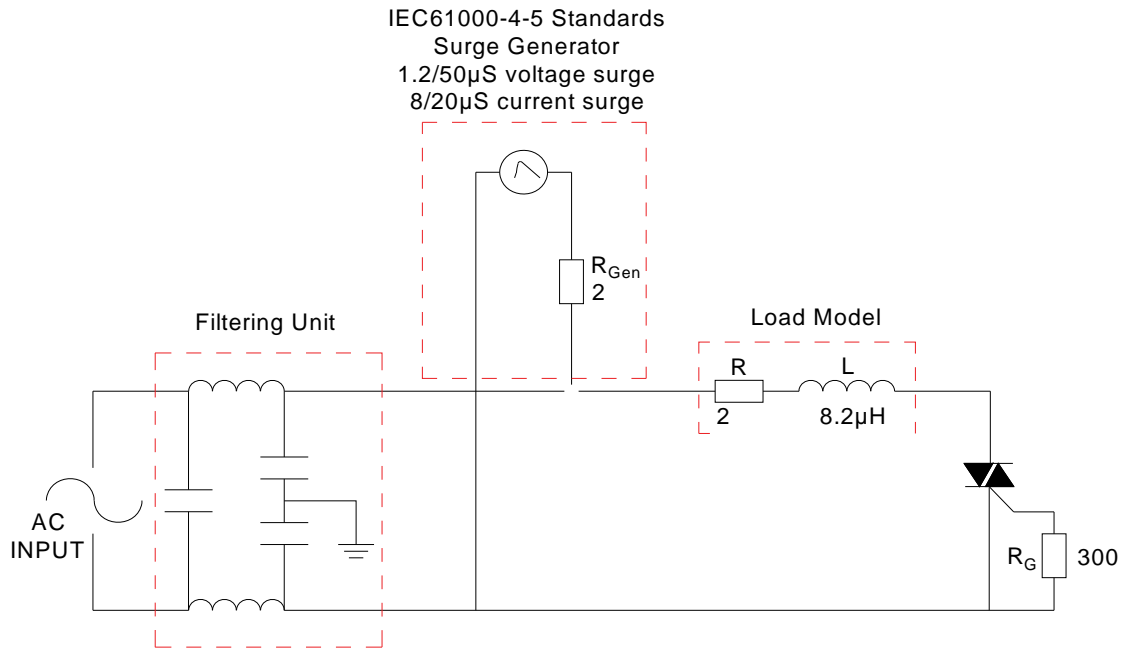 IEC61000-4-5 Standards
Surge Generator
1.2/50µS voltage surge
8/20µS current surge
RGen
2
Filtering Unit
Load Model
R
L
2
8.2µH
AC
INPUT
RG
300